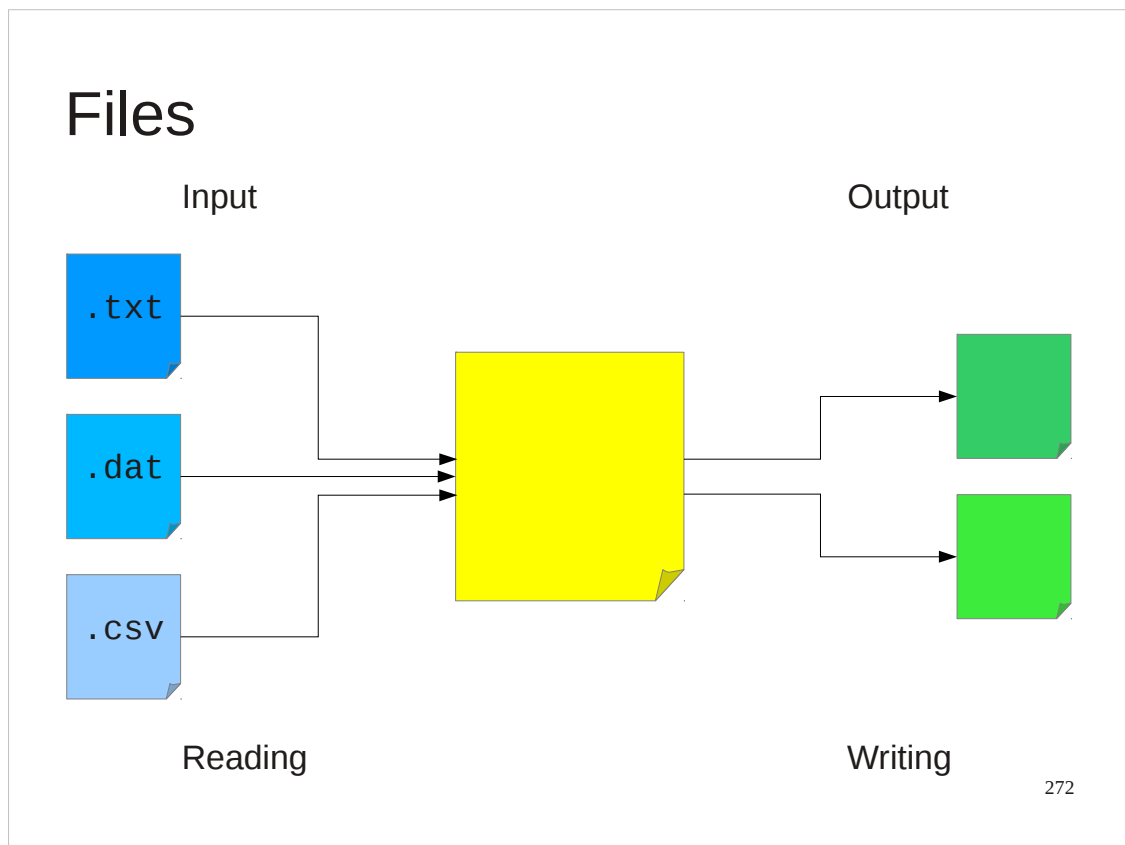 Files
Input
Output
.txt
.dat
.csv
Reading
Writing
272